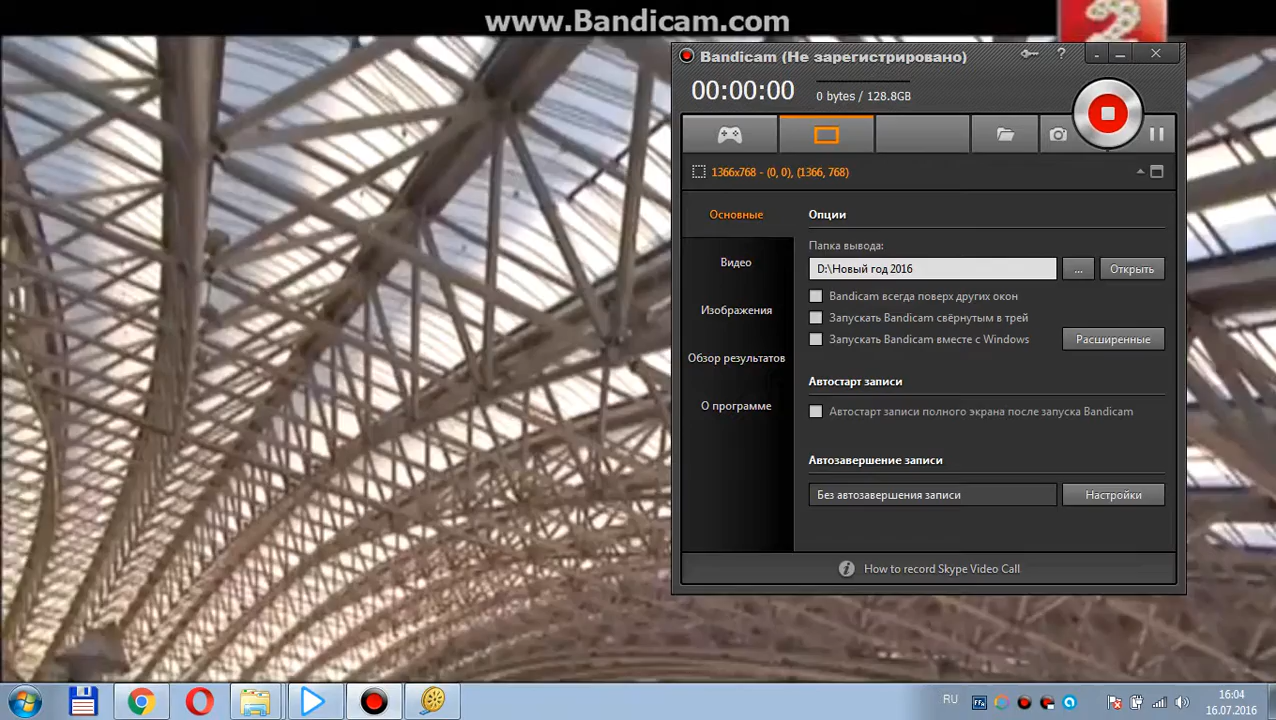 www.Bandicam.com
2
Bandicam (Не зарегистрировано)
?
00:00:00
0 bytes / 128.8GB
1366x768 - (0, 0), (1366, 768)
Основные
Видео
Изображения
Обзор результатов
О программе
Опции
Папка вывода:
D:\Новый год 2016
...
Открыть
Bandicam всегда поверх других окон
Запускать Bandicam свёрнутым в трей
Запускать Bandicam вместе с Windows
Расширенные
Автостарт записи
Автостарт записи полного экрана после запуска Bandicam
Автозавершение записи
Без автозавершения записи
Настройки
How to record Skype Video Call
RU
16:04
16.07.2016